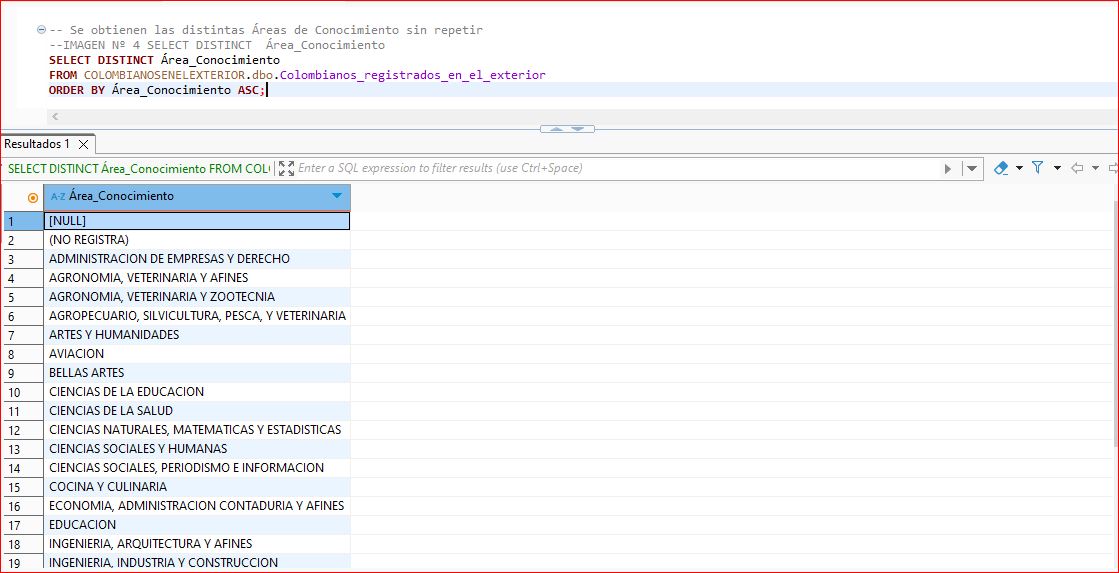 -- Se obtienen las distintas Áreas de Conocimiento sin repetir
--IMAGEN Nº 4 SELECT DISTINCT  Área_Conocimiento
SELECT DISTINCT Área_Conocimiento
FROM COLOMBIANOSENELEXTERIOR.dbo.Colombianos_registrados_en_el_exterior
ORDER BY Área_Conocimiento ASC;
Resultados 1
SELECT DISTINCT Área_Conocimiento FROM COL Enter a SQL expression to filter results (use Ctrl+Space)
A-Z Área_Conocimiento
1 [NULL]
2 (NO REGISTRA)
3 ADMINISTRACION DE EMPRESAS Y DERECHO
4 AGRONOMIA, VETERINARIA Y AFINES
5 AGRONOMIA, VETERINARIA Y ZOOTECNIA
6 AGROPECUARIO, SILVICULTURA, PESCA, Y VETERINARIA
7 ARTES Y HUMANIDADES
8 AVIACION
9 BELLAS ARTES
10 CIENCIAS DE LA EDUCACION
11 CIENCIAS DE LA SALUD
12 CIENCIAS NATURALES, MATEMATICAS Y ESTADISTICAS
13 CIENCIAS SOCIALES Y HUMANAS
14 CIENCIAS SOCIALES, PERIODISMO E INFORMACION
15 COCINA Y CULINARIA
16 ECONOMIA, ADMINISTRACION CONTADURIA Y AFINES
17 EDUCACION
18 INGENIERIA, ARQUITECTURA Y AFINES
19 INGENIERIA, INDUSTRIA Y CONSTRUCCION